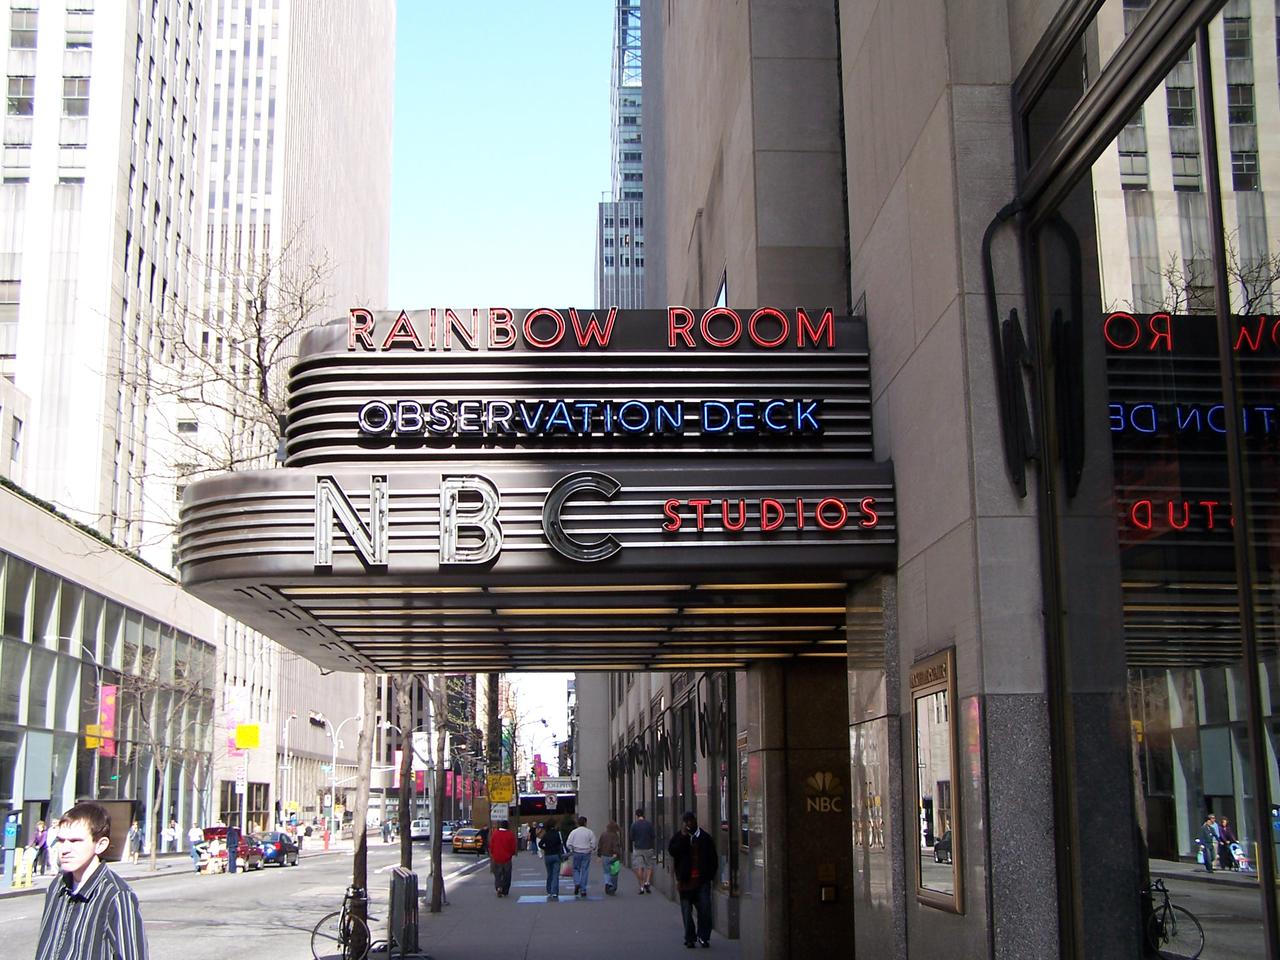 RAINBOW ROOM
OBSERVATION DECK
NBC STUDIOS
NBC